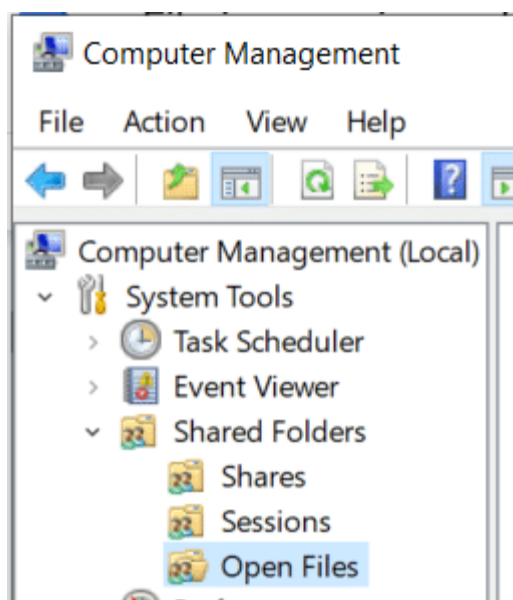 Computer Management
File Action View Help
Computer Management (Local)
System Tools
Task Scheduler
Event Viewer
Shared Folders
Shares
Sessions
Open Files